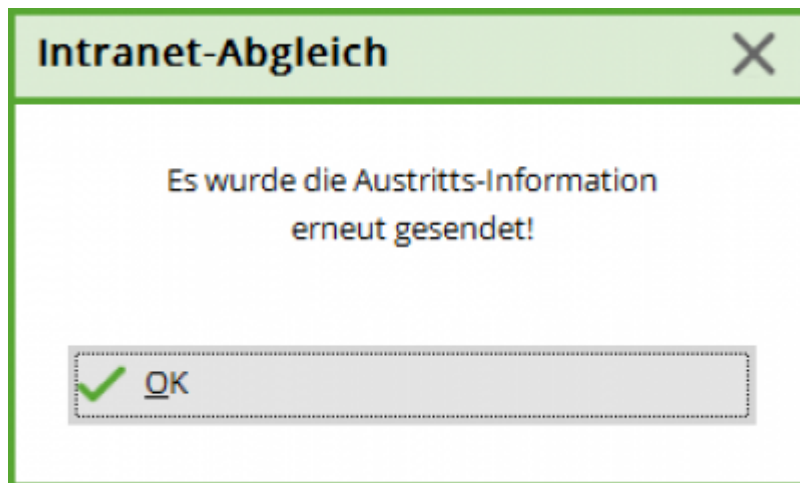 Intranet-Abgleich
Es wurde die Austritts-Information
erneut gesendet!
OK